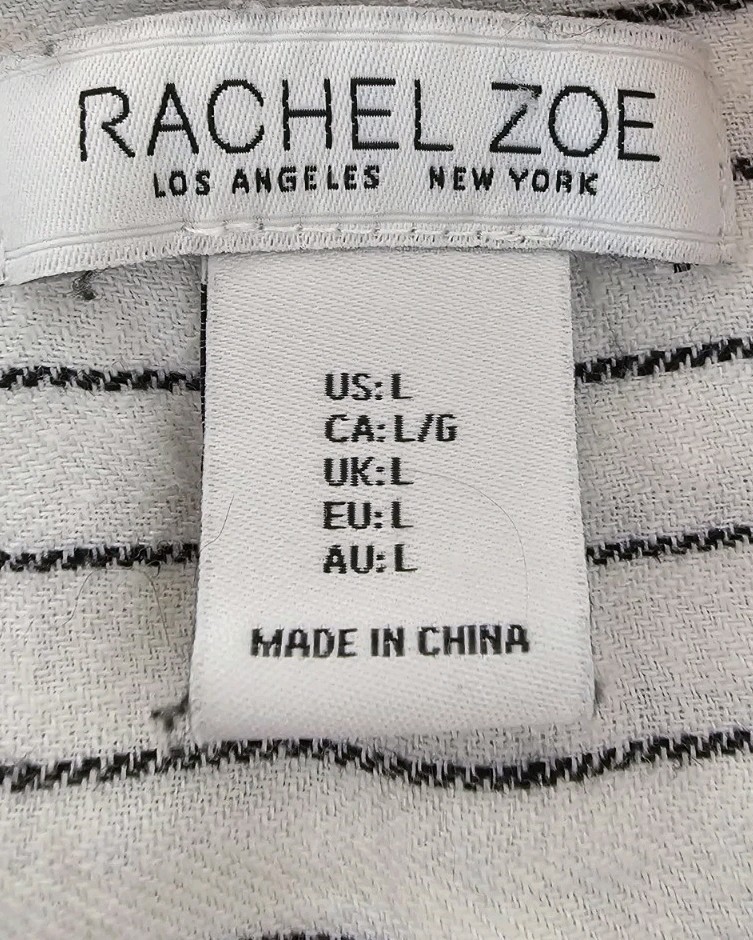 RACHEL ZOE
LOS ANGELES NEW YORK
US: L
CA: L/G
UK: L
EU: L
AU: L
MADE IN CHINA